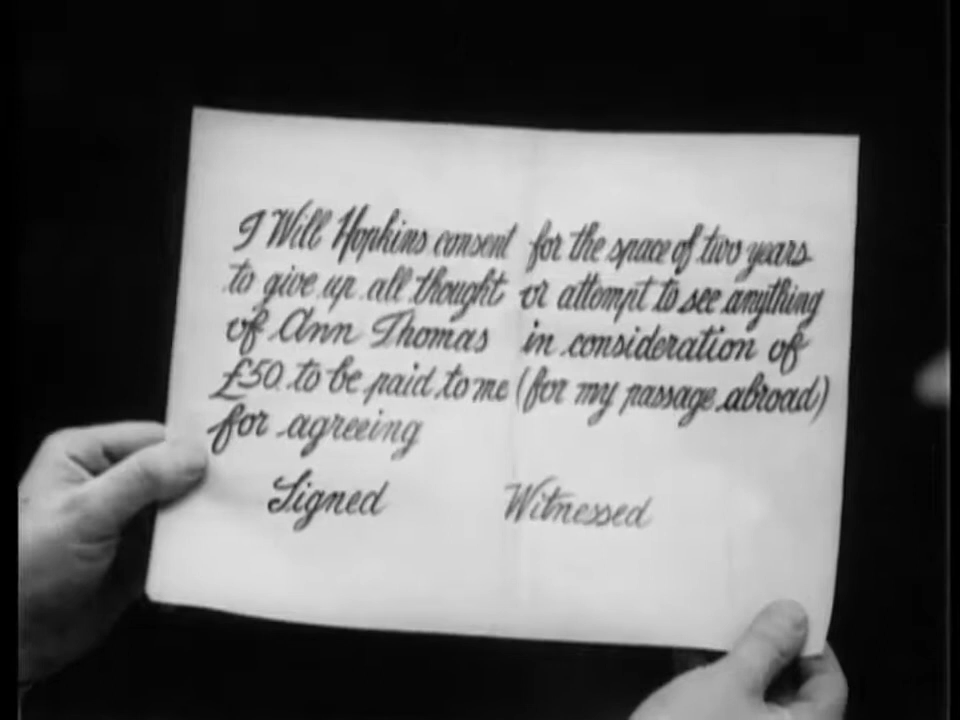 I Will Hopkins consent for the space of two years
to give up all thought or attempt to see anything
of Ann Thomas in consideration of
£50 to be paid to me (for my passage abroad)
for agreeing
Signed Witnessed